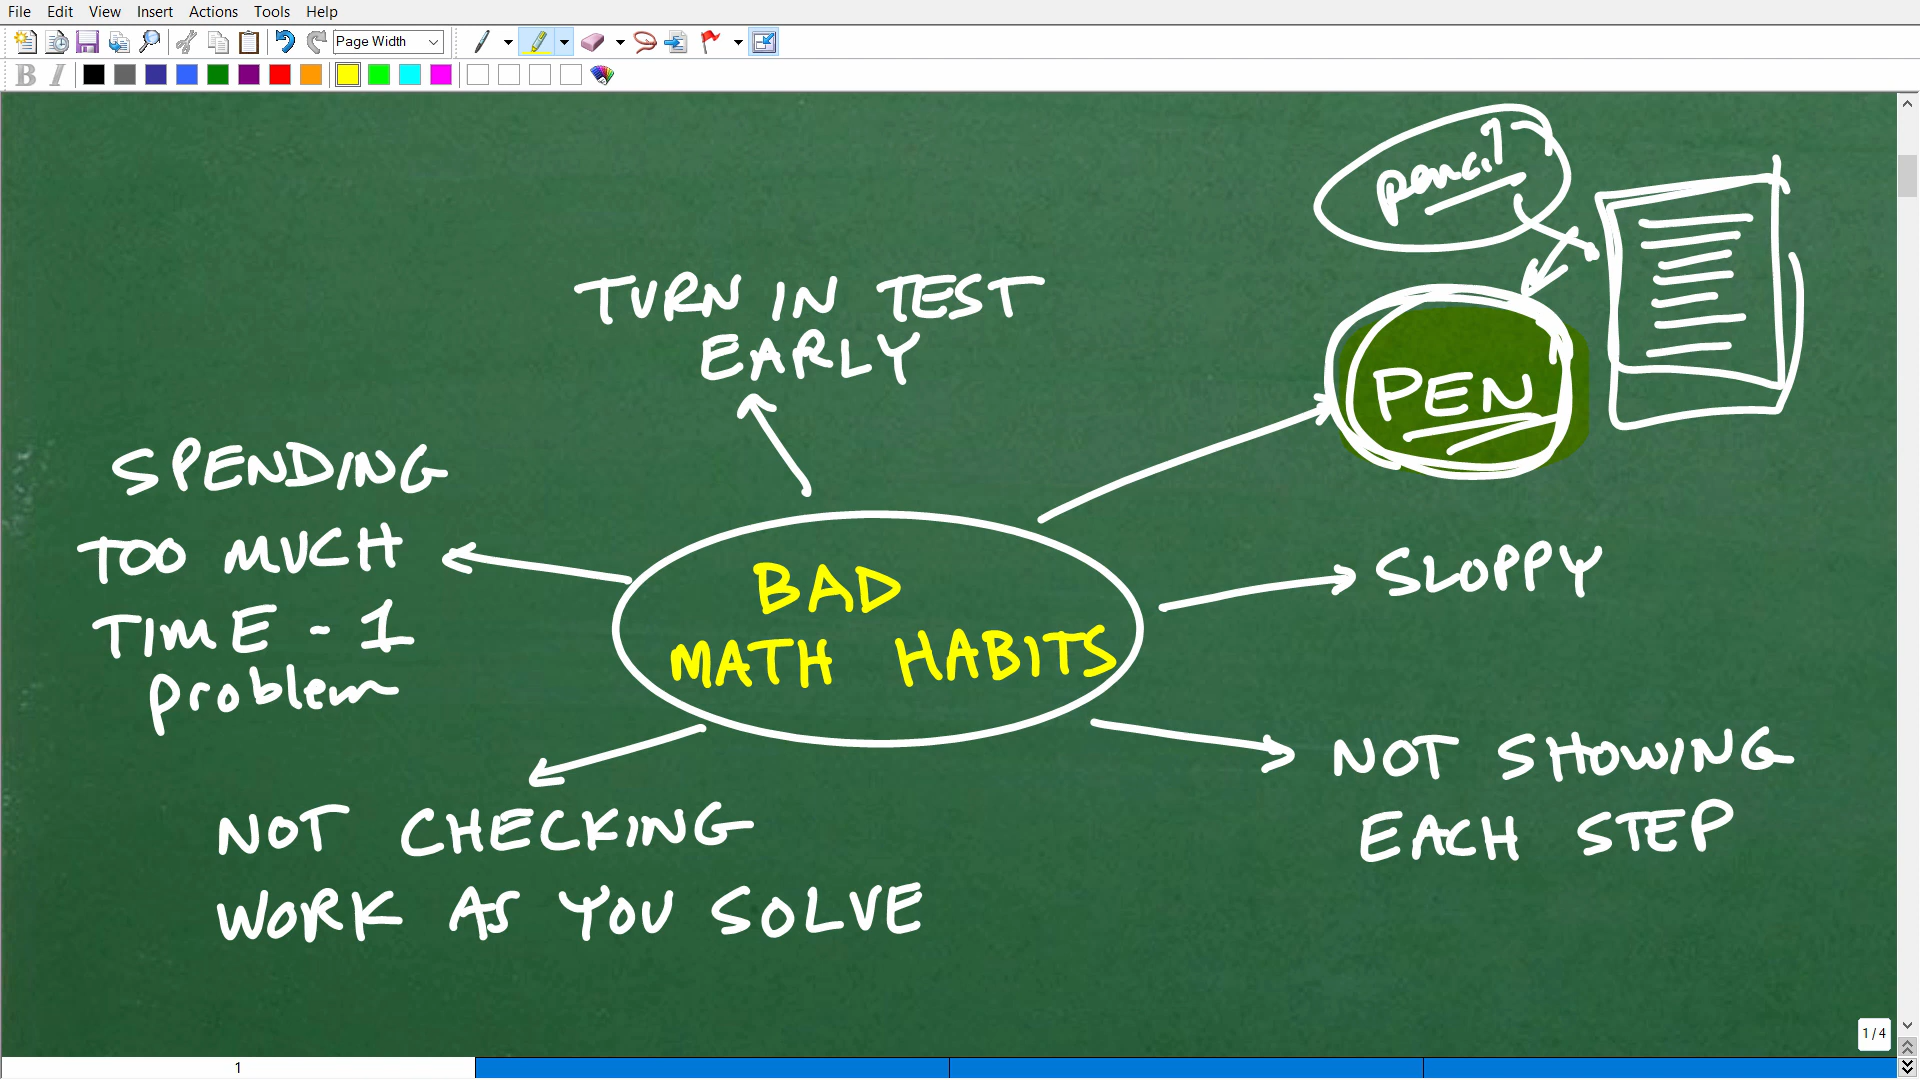 File Edit View Insert Actions Tools Help
Page Width
B I
pencil
TURN IN TEST
EARLY
PEN
SPENDING
TOO MUCH
TIME - 1
problem
BAD
MATH HABITS
SLOPPY
NOT SHOWING
EACH STEP
NOT CHECKING
WORK AS YOU SOLVE
1 / 4
1